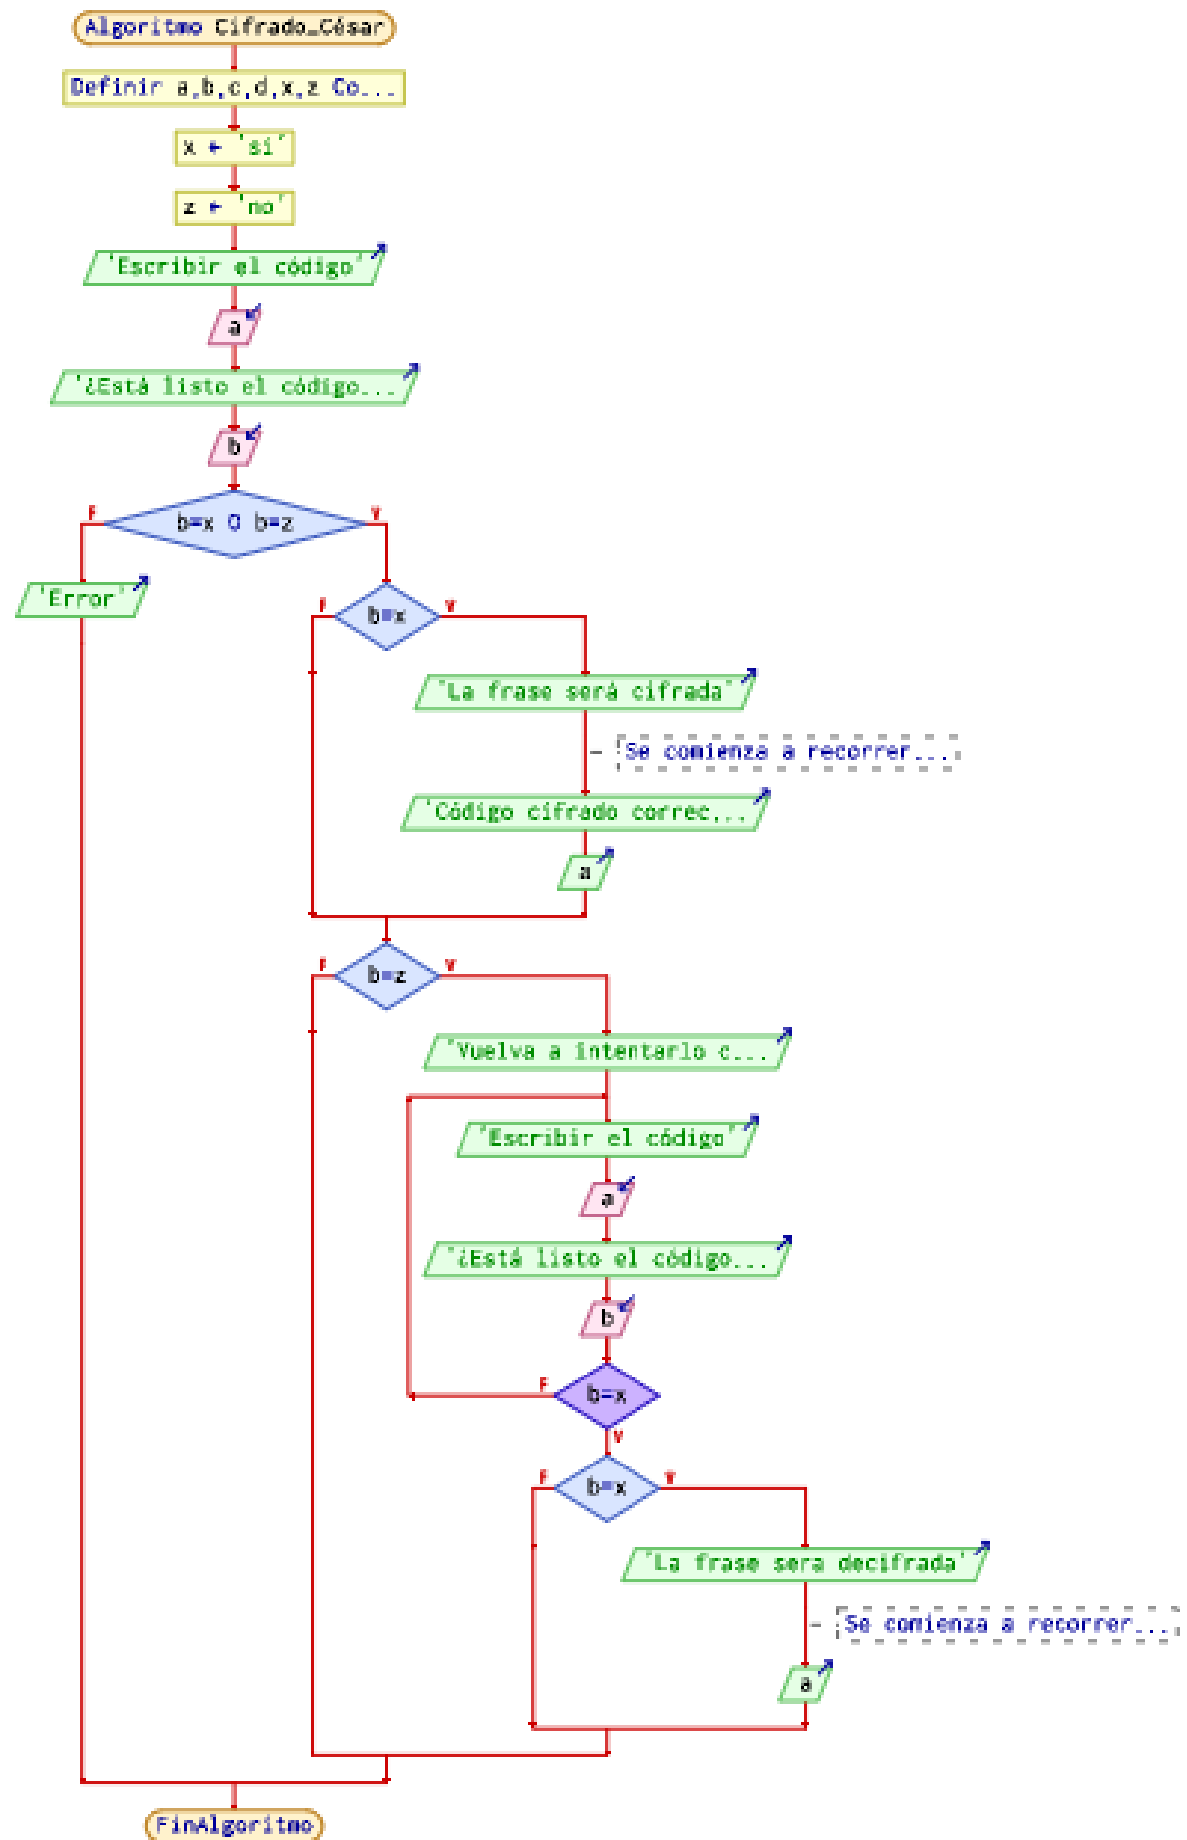 Algoritmo Cifrado_César
Definir a,b,c,d,x,z Co...
x ← 'si'
z ← 'no'
'Escribir el código'
a
'¿Está listo el código...
b
F
b=x O b=z
V
'Error'
F
b=x
V
'La frase será cifrada'
Se comienza a recorrer...
'Código cifrado correc...
a
F
b=z
V
'Vuelva a intentarlo c...
'Escribir el código'
a
'¿Está listo el código...
b
F
b=x
V
F
b=x
V
'La frase sera decifrada'
Se comienza a recorrer...
a
FinAlgoritmo